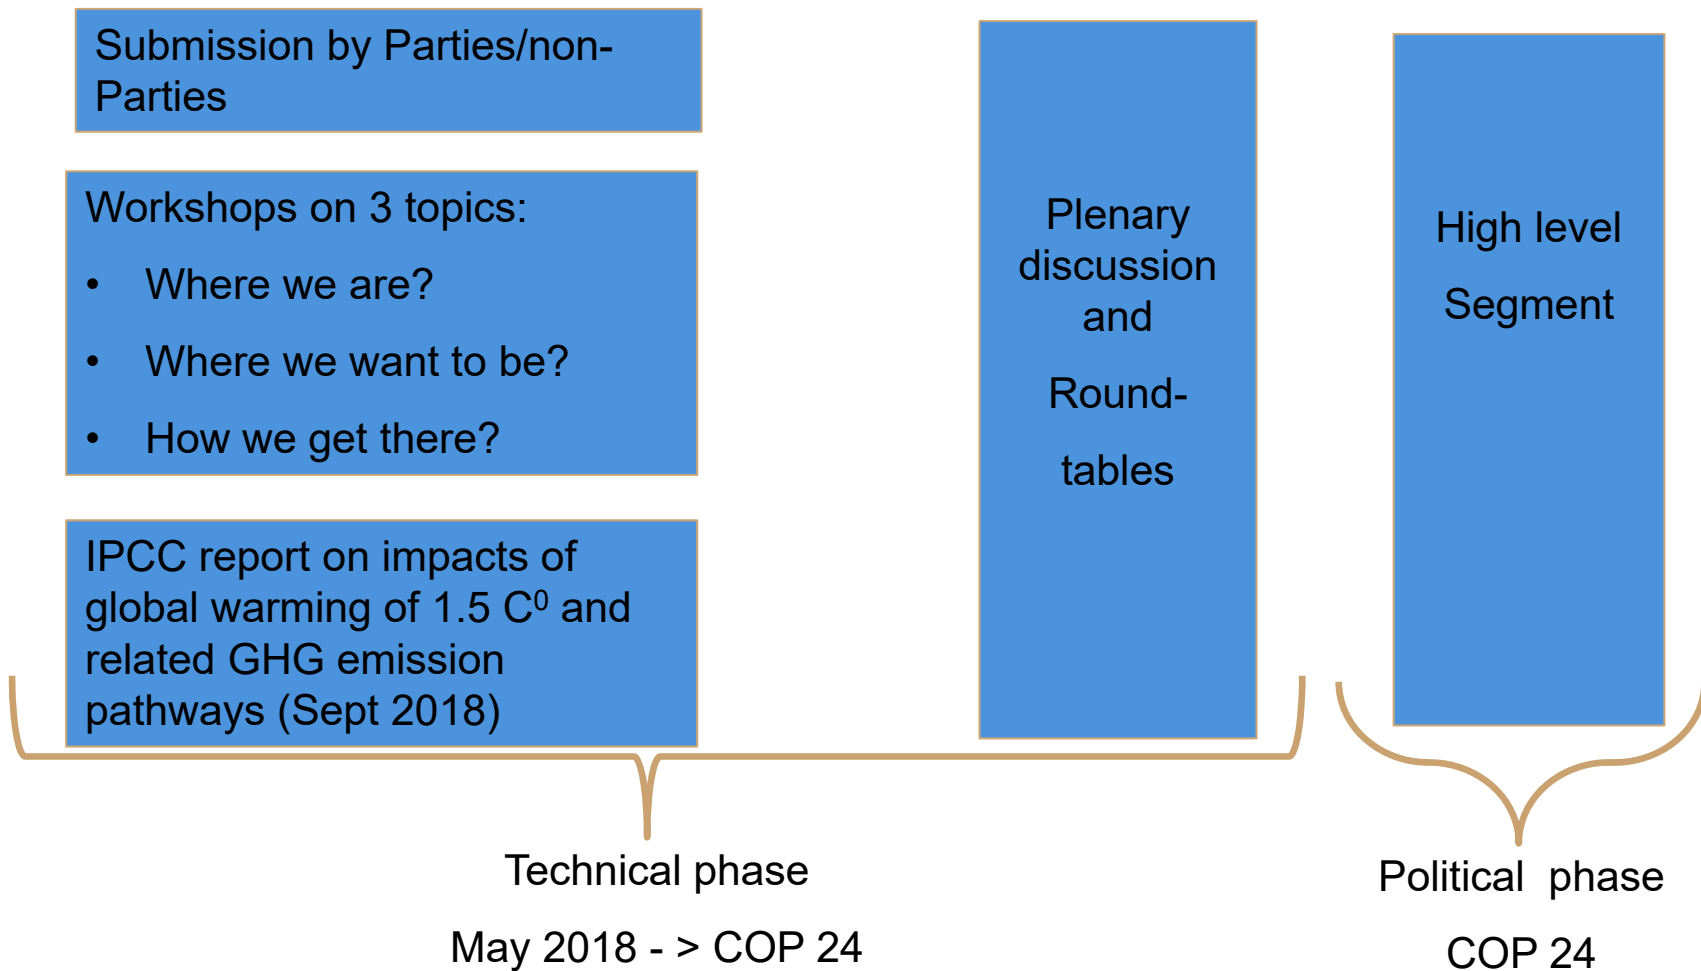 Submission by Parties/non-
Parties
Workshops on 3 topics:
• Where we are?
• Where we want to be?
• How we get there?
IPCC report on impacts of
global warming of 1.5 C⁰ and
related GHG emission
pathways (Sept 2018)
Plenary
discussion
and
Round-
tables
High level
Segment
Technical phase
May 2018 - > COP 24
Political phase
COP 24